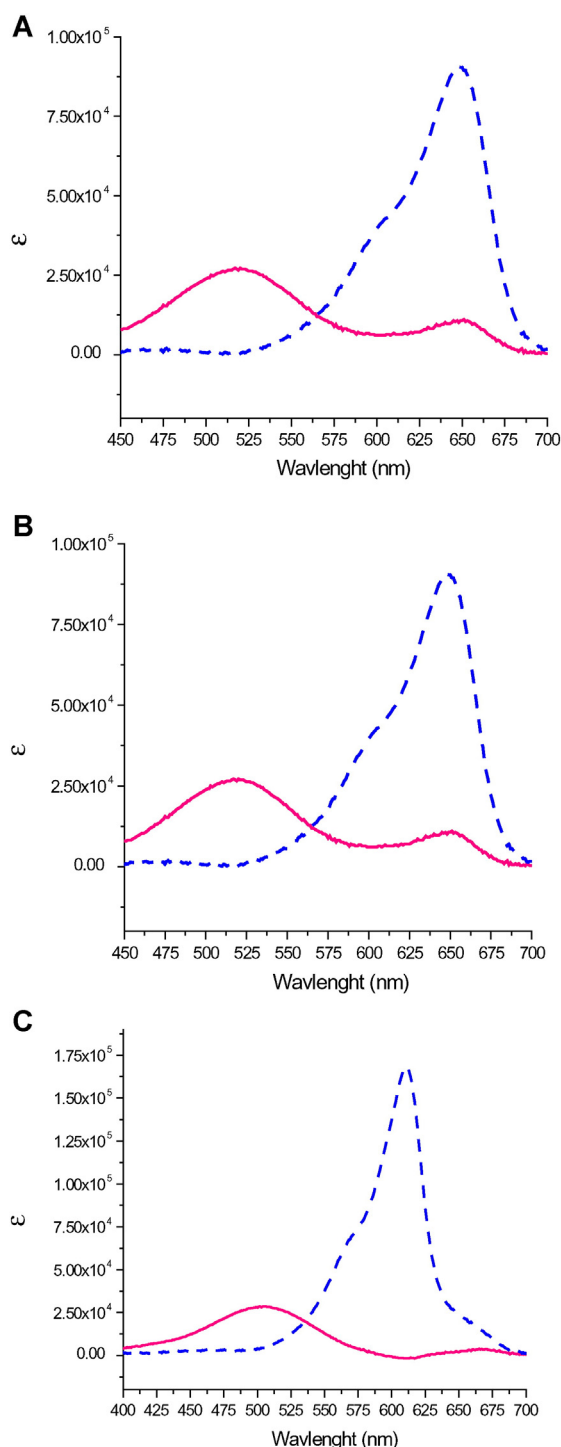 A
1.00x10⁵
7.50x10⁴
5.00x10⁴
2.50x10⁴
0.00
ε
450 475 500 525 550 575 600 625 650 675 700
Wavlenght (nm)
B
1.00x10⁵
7.50x10⁴
5.00x10⁴
2.50x10⁴
0.00
ε
450 475 500 525 550 575 600 625 650 675 700
Wavlenght (nm)
C
1.75x10⁵
1.50x10⁵
1.25x10⁵
1.00x10⁵
7.50x10⁴
5.00x10⁴
2.50x10⁴
0.00
ε
400 425 450 475 500 525 550 575 600 625 650 675 700
Wavlenght (nm)